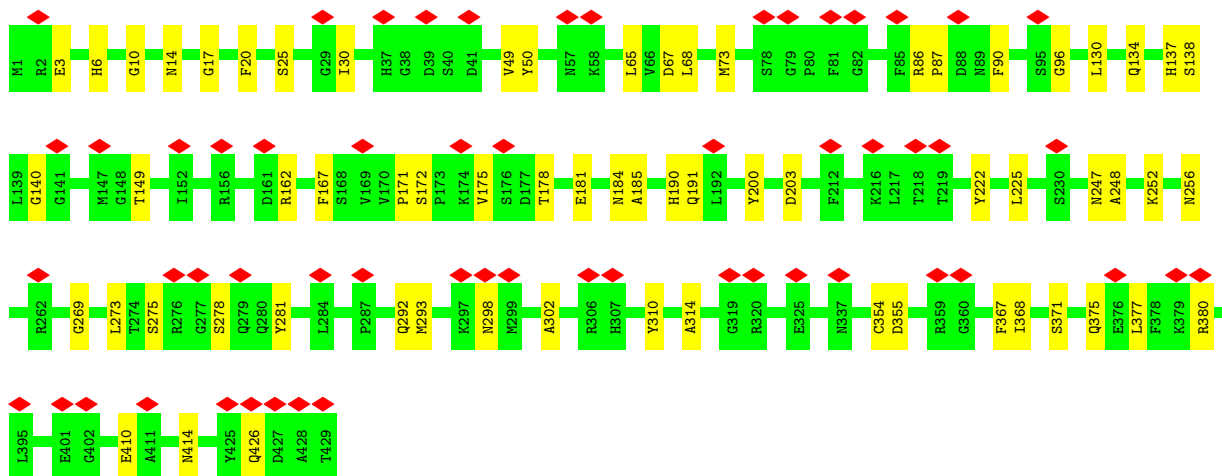 M1 R2 E3 H6 G10 N14 G17 F20 S25 G29 I30 H37 G38 D39 S40 D41 V49 Y50 N57 K58 L65 V66 D67 L68 M73 S78 G79 P80 F81 G82 F85 R86 P87 D88 N89 F90 S95 G96 L130 Q134 H137 S138
L139 G140 G141 M147 G148 T149 I152 R156 D161 R162 F167 S168 V169 V170 P171 S172 P173 K174 V175 S176 D177 T178 E181 N184 A185 H190 Q191 L192 Y200 D203 F212 K216 L217 T218 T219 Y222 L225 S230 N247 A248 K252 N256
R262 G269 L273 T274 S275 R276 G277 S278 Q279 Q280 Y281 L284 P287 Q292 M293 K297 N298 M299 A302 R306 H307 Y310 A314 G319 R320 E325 N337 C354 D355 R359 G360 F367 I368 S371 Q375 E376 L377 F378 K379 R380
L395 E401 G402 E410 A411 N414 Y425 Q426 D427 A428 T429